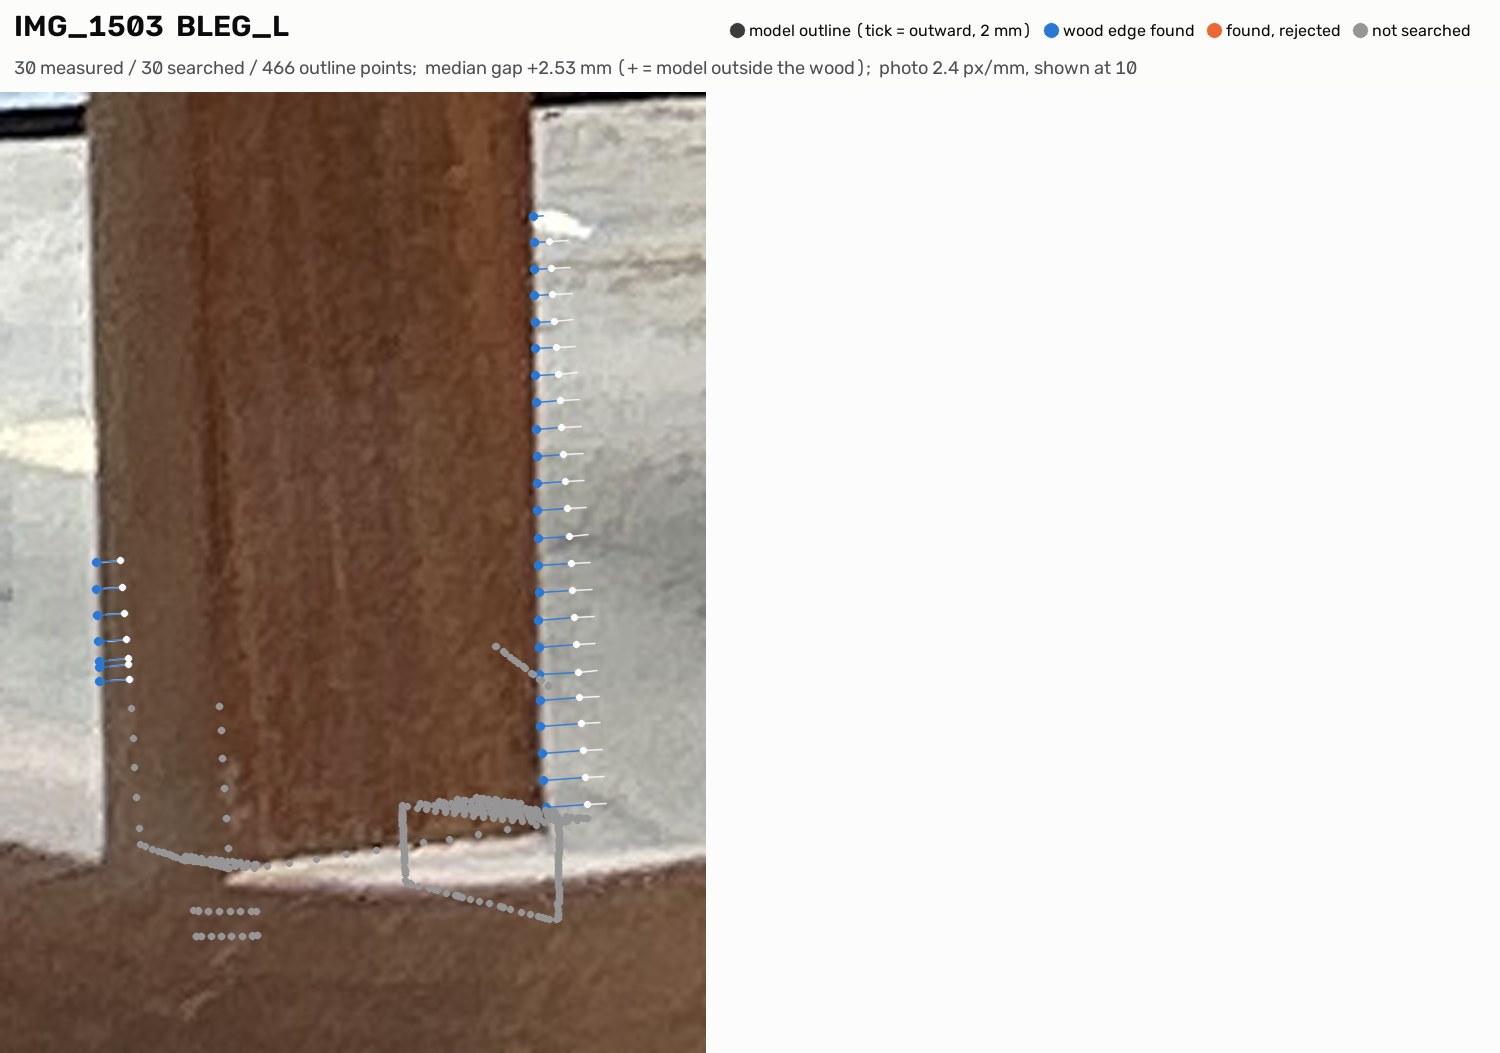 IMG_1503 BLEG_L
model outline (tick = outward, 2 mm) wood edge found found, rejected not searched
30 measured / 30 searched / 466 outline points; median gap +2.53 mm (+ = model outside the wood); photo 2.4 px/mm, shown at 10